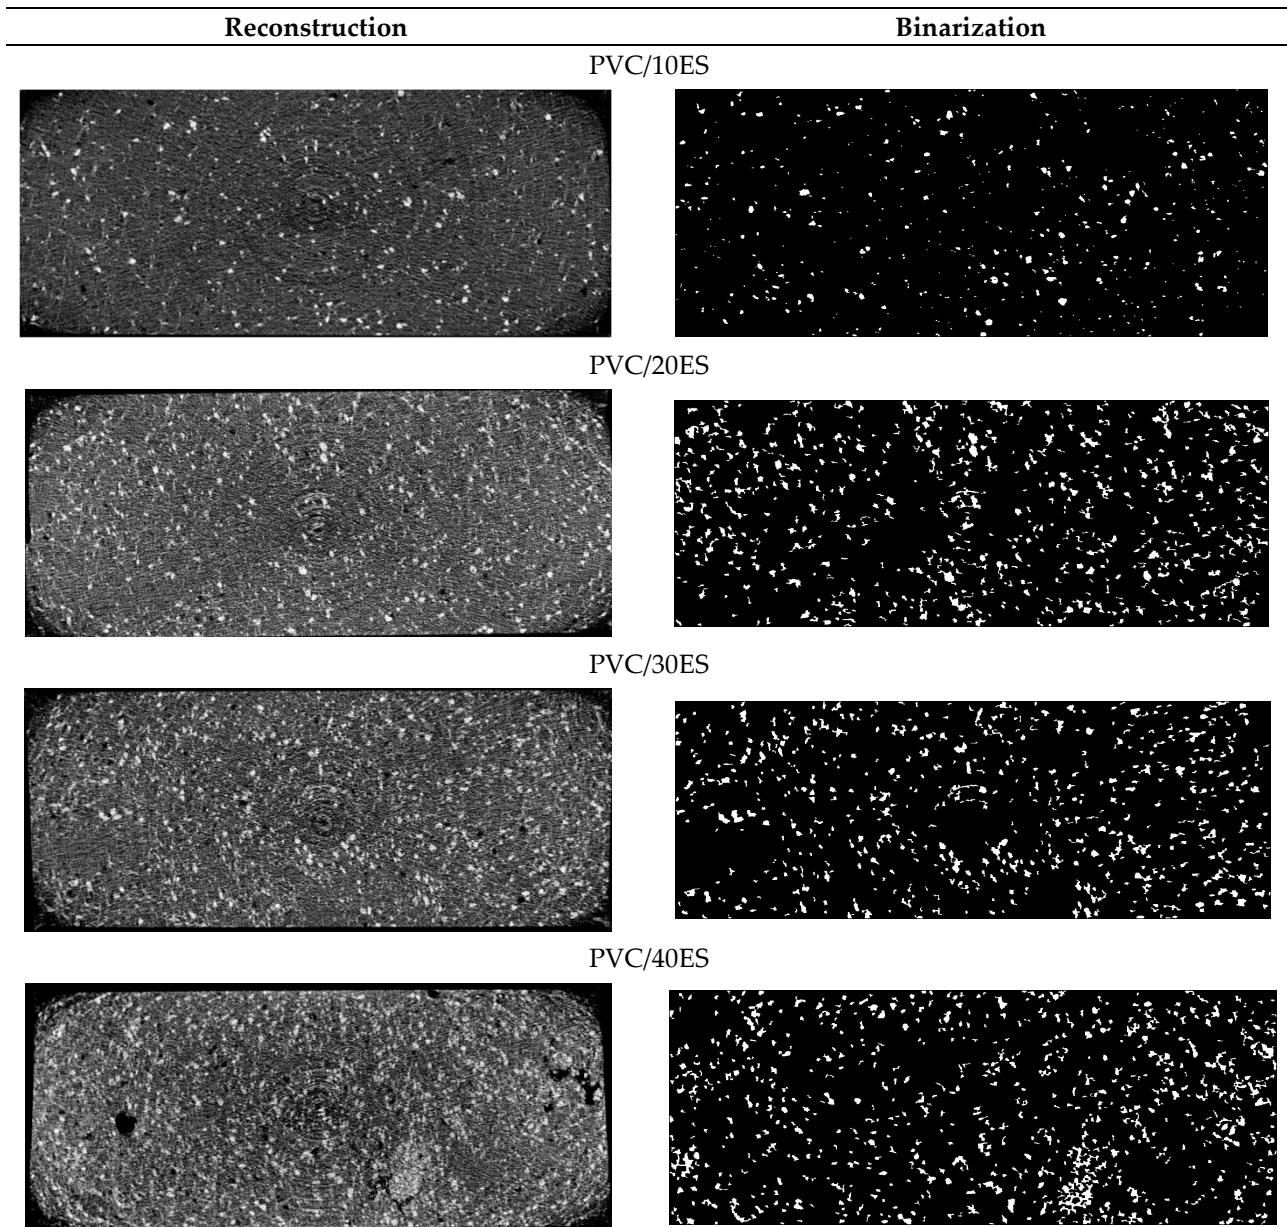 Reconstruction Binarization
PVC/10ES
PVC/20ES
PVC/30ES
PVC/40ES